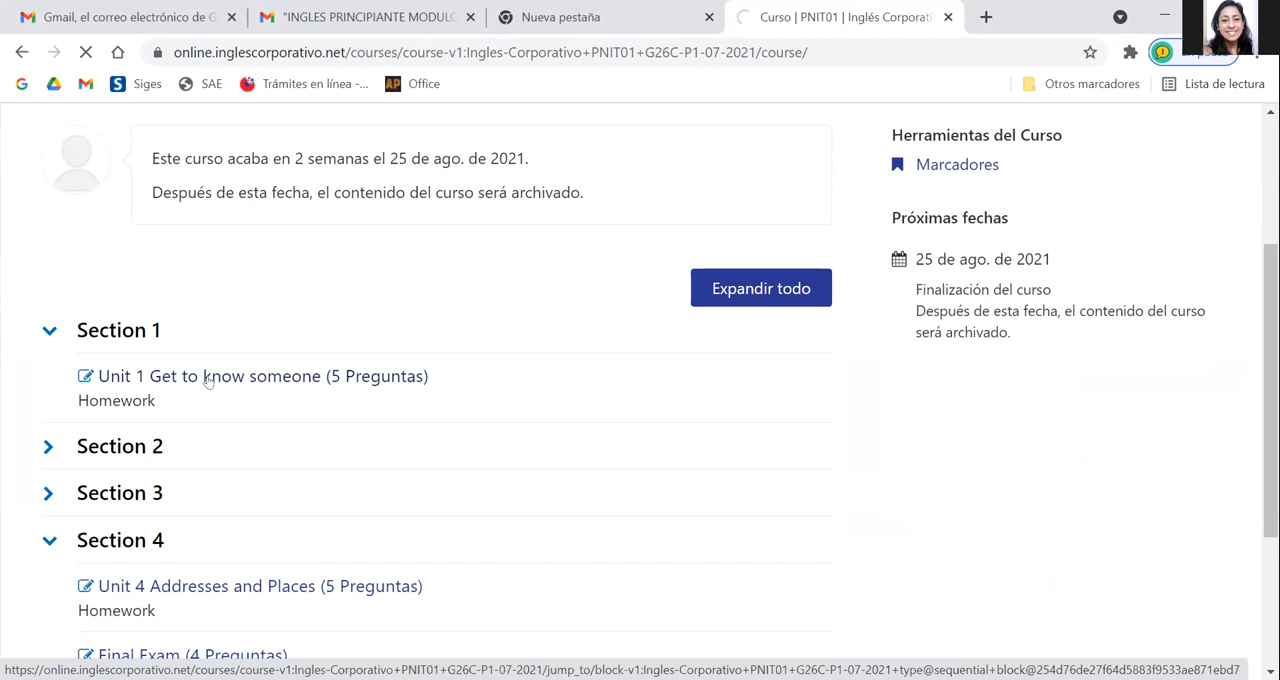 Gmail, el correo electrónico de G
"INGLES PRINCIPIANTE MODULO
Nueva pestaña
Curso | PNIT01 | Inglés Corporati
online.inglescorporativo.net/courses/course-v1:Ingles-Corporativo+PNIT01+G26C-P1-07-2021/course/
Siges
SAE
Trámites en línea -...
Office
Otros marcadores
Lista de lectura
Este curso acaba en 2 semanas el 25 de ago. de 2021.
Después de esta fecha, el contenido del curso será archivado.
Herramientas del Curso
Marcadores
Próximas fechas
25 de ago. de 2021
Finalización del curso
Después de esta fecha, el contenido del curso
será archivado.
Expandir todo
Section 1
Unit 1 Get to know someone (5 Preguntas)
Homework
Section 2
Section 3
Section 4
Unit 4 Addresses and Places (5 Preguntas)
Homework
Final Exam (4 Preguntas)
https://online.inglescorporativo.net/courses/course-v1:Ingles-Corporativo+PNIT01+G26C-P1-07-2021/jump_to/block-v1:Ingles-Corporativo+PNIT01+G26C-P1-07-2021+type@sequential+block@254d76de27f64d5883f9533ae871ebd7